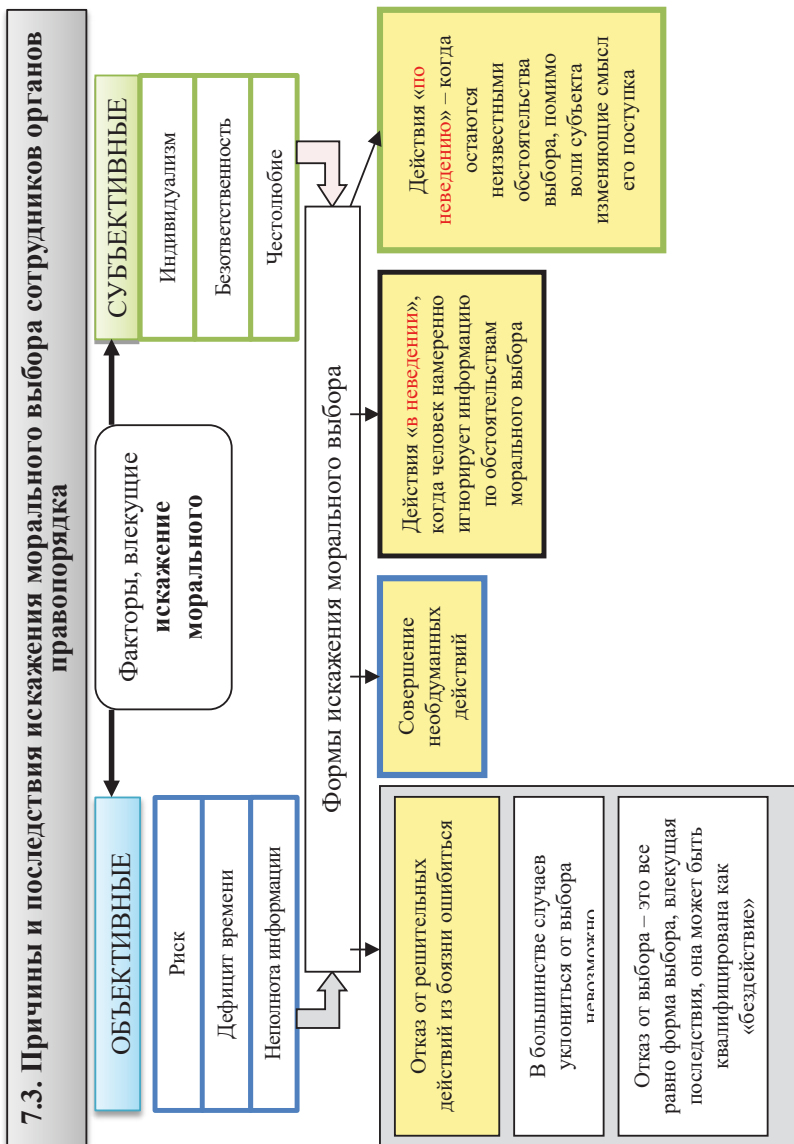 7.3. Причины и последствия искажения морального выбора сотрудников органов
правопорядка
Факторы, влекущие
искажение
морального
ОБЪЕКТИВНЫЕ
Риск
Дефицит времени
Неполнота информации
СУБЪЕКТИВНЫЕ
Индивидуализм
Безответственность
Честолюбие
Формы искажения морального выбора
Отказ от решительных
действий из боязни ошибиться
В большинстве случаев
уклониться от выбора
невозможно
Отказ от выбора – это все
равно форма выбора, влекущая
последствия, она может быть
квалифицирована как
«бездействие»
Совершение
необдуманных
действий
Действия «в неведении»,
когда человек намеренно
игнорирует информацию
по обстоятельствам
морального выбора
Действия «по
неведению» – когда
остаются
неизвестными
обстоятельства
выбора, помимо
воли субъекта
изменяющие смысл
его поступка